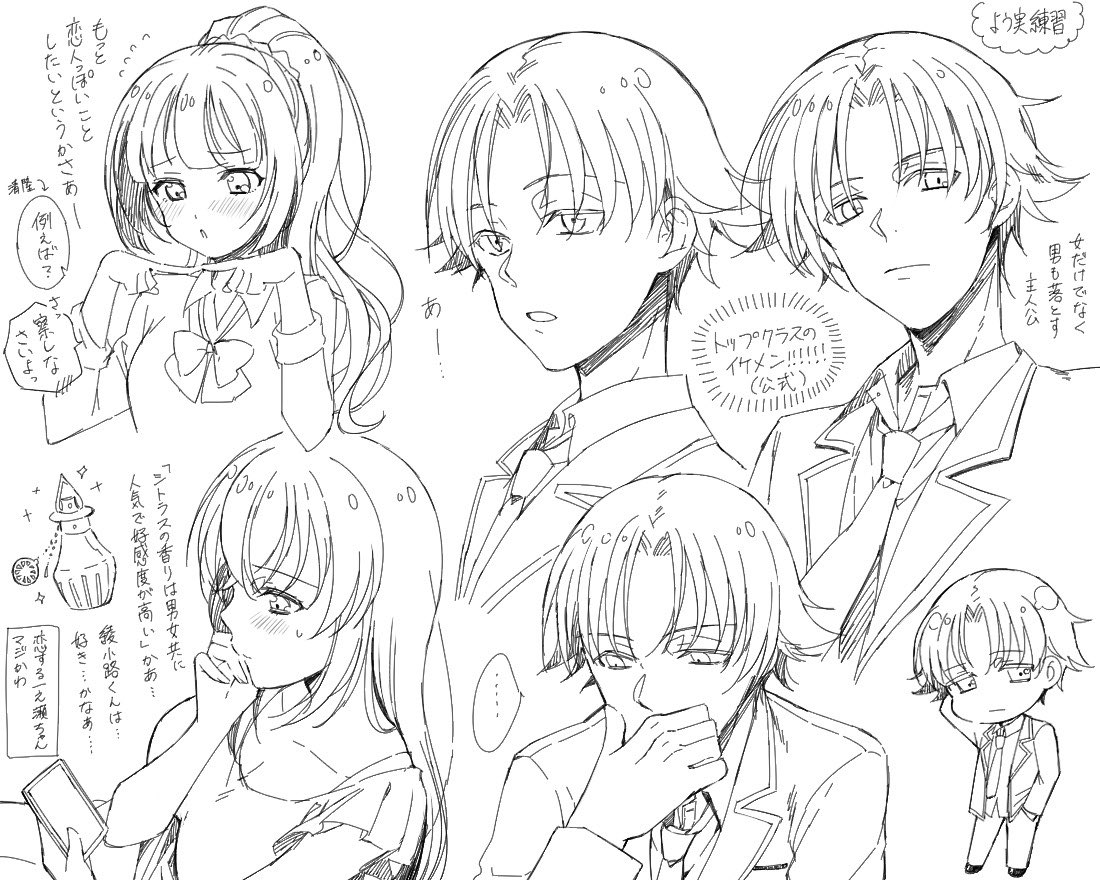 よう実練習
女だけでなく
男も落とす
主人公
トップクラスの
イケメン!!!!!!
(公式)
あー…
もっと
恋人っぽいこと
したいというかさぁー
清隆
例えば?
さっ
察しな
さいよっ
「シトラスの香りは男女共に
人気で好感度が高い」かぁ…
綾小路くんは…
好き…かなぁ…
恋する一之瀬ちゃん
マジかわ
……